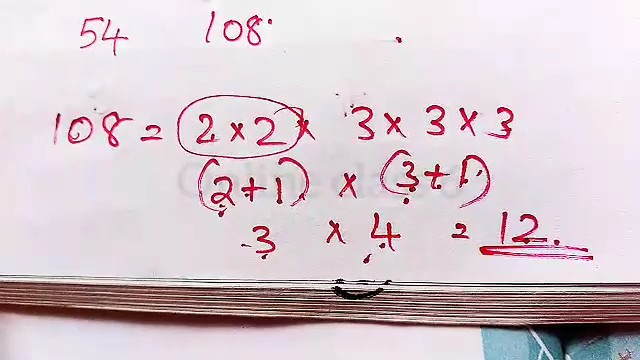 54 108
108 = 2 × 2 × 3 × 3 × 3
(2 + 1) × (3 + 1)
3 × 4 = 12